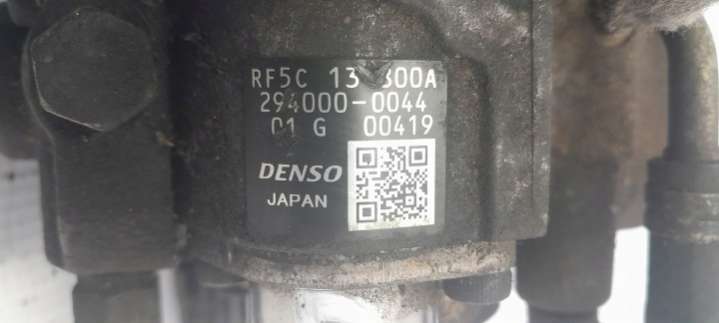 RF5C 13 800A
294000-0044
01 G 00419
DENSO
JAPAN